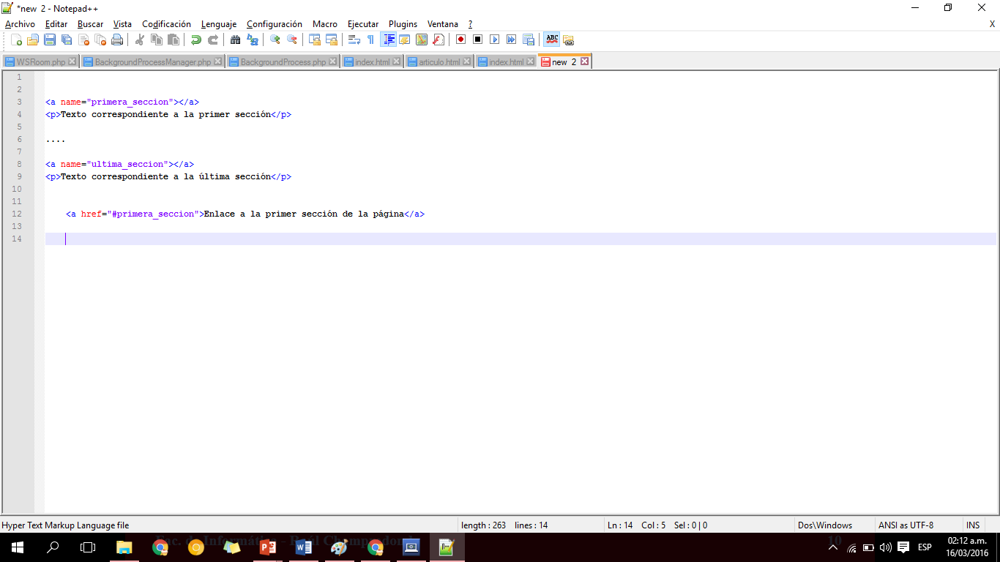 *new 2 - Notepad++
Archivo Editar Buscar Vista Codificación Lenguaje Configuración Macro Ejecutar Plugins Ventana ? X
ABC
WSRoom.php BackgroundProcessManager.php BackgroundProcess.php index.html articulo.html index.html new 2
1
2
3 <a name="primera_seccion"></a>
4 <p>Texto correspondiente a la primer sección</p>
5
6 ....
7
8 <a name="ultima_seccion"></a>
9 <p>Texto correspondiente a la última sección</p>
10
11
12 <a href="#primera_seccion">Enlace a la primer sección de la página</a>
13
14
Hyper Text Markup Language file length : 263 lines : 14 Ln : 14 Col : 5 Sel : 0 | 0 Dos\Windows ANSI as UTF-8 INS
Fac. de Informática - Raúl 10
ESP 02:12 a.m.
16/03/2016